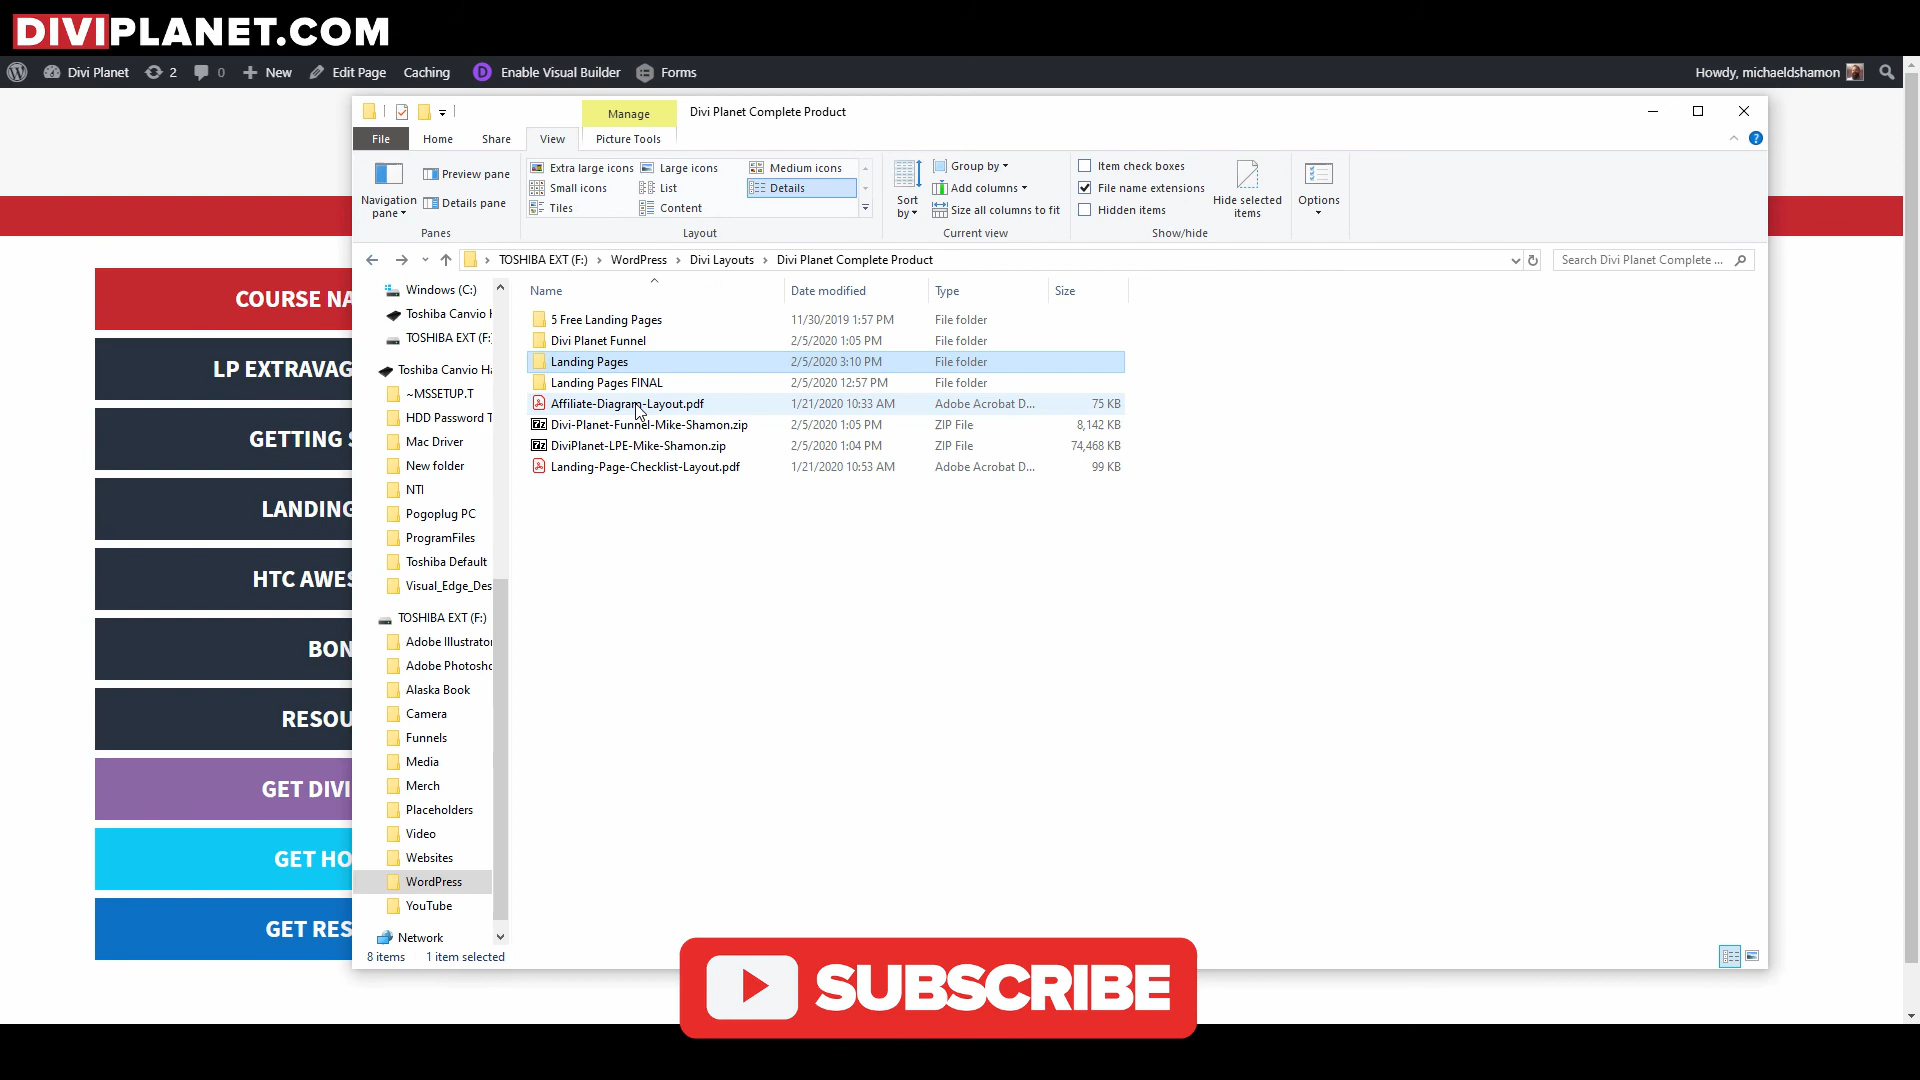 DIVIPLANET.COM
Divi Planet 2 0 New Edit Page Caching Enable Visual Builder Forms Howdy, michaeldshamon
Manage Divi Planet Complete Product
File Home Share View Picture Tools
Navigation pane
Preview pane
Details pane
Panes
Extra large icons Large icons Medium icons
Small icons List Details
Tiles Content
Layout
Sort by
Group by
Add columns
Size all columns to fit
Current view
Item check boxes
File name extensions
Hidden items
Hide selected items
Show/hide
Options
TOSHIBA EXT (F:) > WordPress > Divi Layouts > Divi Planet Complete Product
Search Divi Planet Complete ...
Windows (C:)
Toshiba Canvio H
TOSHIBA EXT (F:
Toshiba Canvio Ha
~MSSETUP.T
HDD Password T
Mac Driver
New folder
NTI
Pogoplug PC
ProgramFiles
Toshiba Default
Visual_Edge_Des
TOSHIBA EXT (F:)
Adobe Illustrator
Adobe Photosho
Alaska Book
Camera
Funnels
Media
Merch
Placeholders
Video
Websites
WordPress
YouTube
Network
Name Date modified Type Size
5 Free Landing Pages 11/30/2019 1:57 PM File folder
Divi Planet Funnel 2/5/2020 1:05 PM File folder
Landing Pages 2/5/2020 3:10 PM File folder
Landing Pages FINAL 2/5/2020 12:57 PM File folder
Affiliate-Diagram-Layout.pdf 1/21/2020 10:33 AM Adobe Acrobat D... 75 KB
Divi-Planet-Funnel-Mike-Shamon.zip 2/5/2020 1:05 PM ZIP File 8,142 KB
DiviPlanet-LPE-Mike-Shamon.zip 2/5/2020 1:04 PM ZIP File 74,468 KB
Landing-Page-Checklist-Layout.pdf 1/21/2020 10:53 AM Adobe Acrobat D... 99 KB
8 items 1 item selected
COURSE NA
LP EXTRAVAG
GETTING S
LANDING
HTC AWES
BON
RESOU
GET DIVI
GET HO
GET RES
SUBSCRIBE